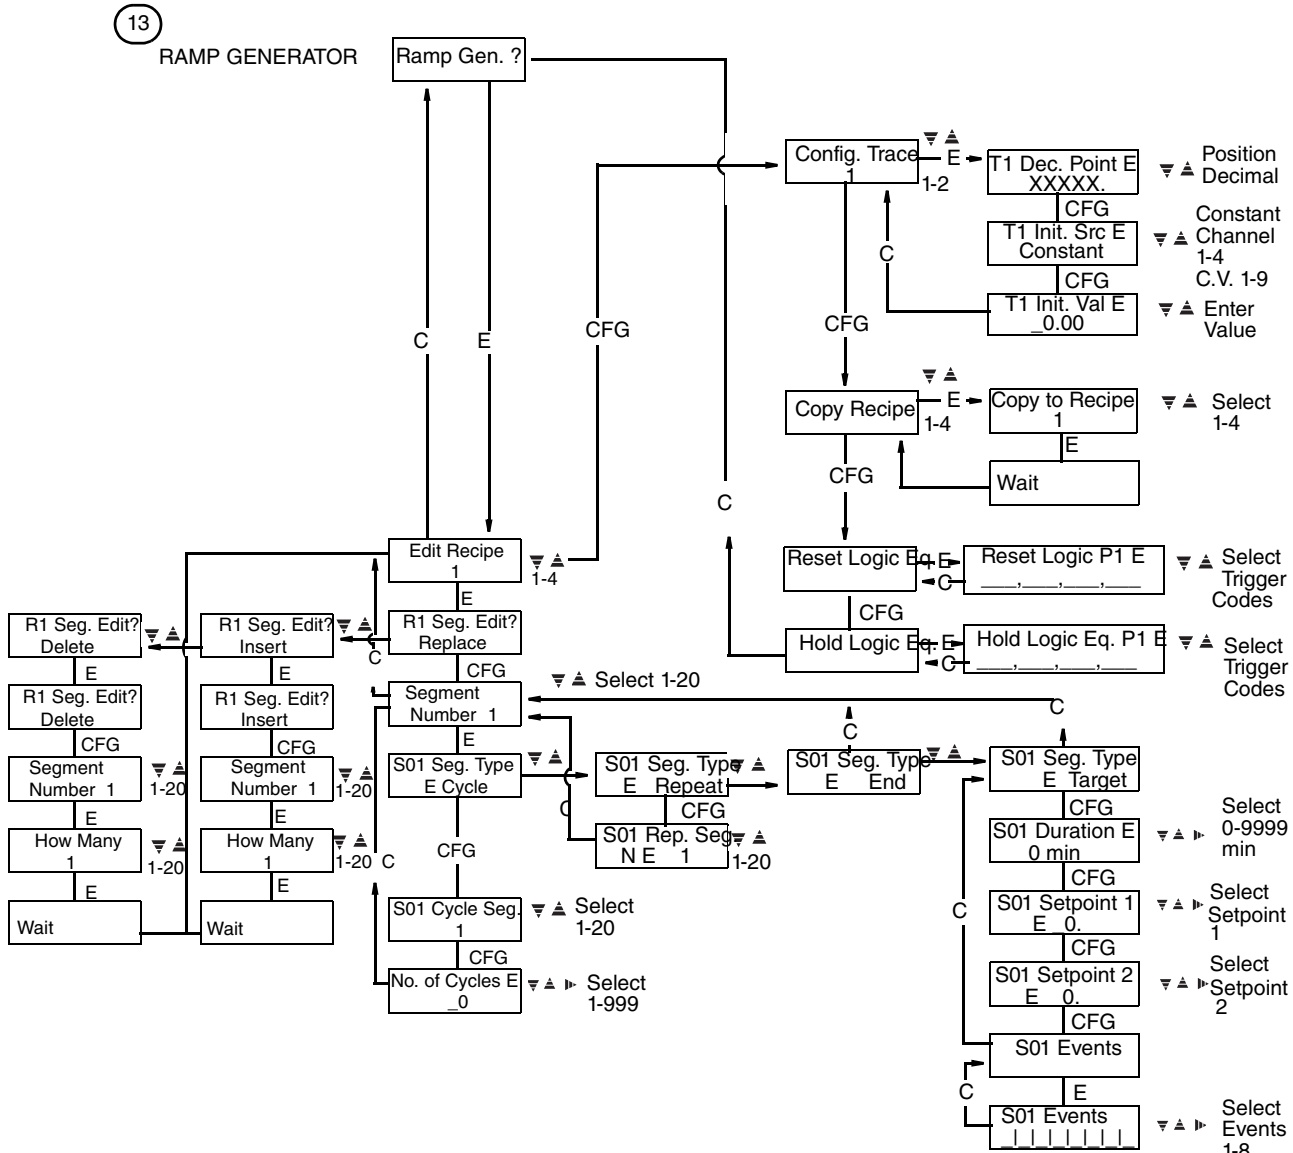 13
RAMP GENERATOR
Ramp Gen. ?
C
E
CFG
C
Config. Trace
1
E
1-2
T1 Dec. Point E
XXXXX.
Position
Decimal
CFG
T1 Init. Src E
Constant
Constant
Channel
1-4
C.V. 1-9
CFG
T1 Init. Val E
_0.00
Enter
Value
C
CFG
Copy Recipe
E
1-4
Copy to Recipe
1
Select
1-4
E
Wait
CFG
Reset Logic Eq. E
C
Reset Logic P1 E
___,___,___,___
Select
Trigger
Codes
CFG
Hold Logic Eq. E
C
Hold Logic Eq. P1 E
___,___,___,___
Select
Trigger
Codes
Edit Recipe
1
1-4
E
R1 Seg. Edit?
Replace
C
CFG
Segment
Number 1
Select 1-20
E
R1 Seg. Edit?
Delete
E
R1 Seg. Edit?
Delete
CFG
Segment
Number 1
1-20
E
How Many
1
1-20
E
Wait
R1 Seg. Edit?
Insert
E
R1 Seg. Edit?
Insert
CFG
Segment
Number 1
1-20
E
How Many
1
1-20
E
Wait
C
S01 Seg. Type
E Cycle
CFG
S01 Cycle Seg.
1
Select
1-20
CFG
No. of Cycles E
_0
Select
1-999
S01 Seg. Type
E Repeat
CFG
S01 Rep. Seg
N E 1
1-20
C
S01 Seg. Type
E End
C
C
S01 Seg. Type
E Target
CFG
S01 Duration E
0 min
Select
0-9999
min
CFG
S01 Setpoint 1
E _0.
Select
Setpoint
1
CFG
S01 Setpoint 2
E 0.
Select
Setpoint
2
CFG
S01 Events
C
E
C
S01 Events
_|_|_|_|_|_|_|_
Select
Events
1-8